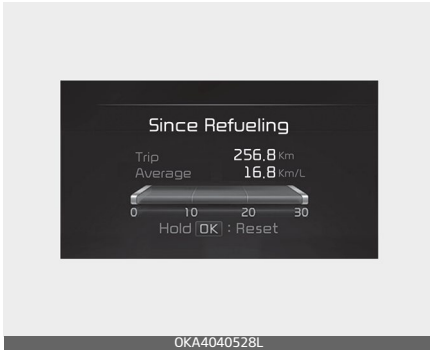 Since Refueling
Trip 256.8 Km
Average 16.8 Km/L
0 10 20 30
Hold OK : Reset
OKA4040528L